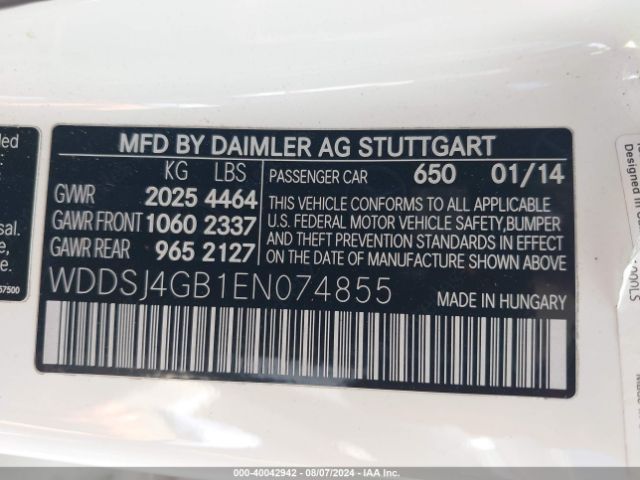 MFD BY DAIMLER AG STUTTGART
KG LBS
GVWR 2025 4464
GAWR FRONT 1060 2337
GAWR REAR 965 2127
PASSENGER CAR 650 01/14
THIS VEHICLE CONFORMS TO ALL APPLICABLE
U.S. FEDERAL MOTOR VEHICLE SAFETY,BUMPER
AND THEFT PREVENTION STANDARDS IN EFFECT
ON THE DATE OF MANUFACTURE SHOWN ABOVE.
WDDSJ4GB1EN074855
MADE IN HUNGARY
57500
000-40042942 - 08/07/2024 - IAA Inc.